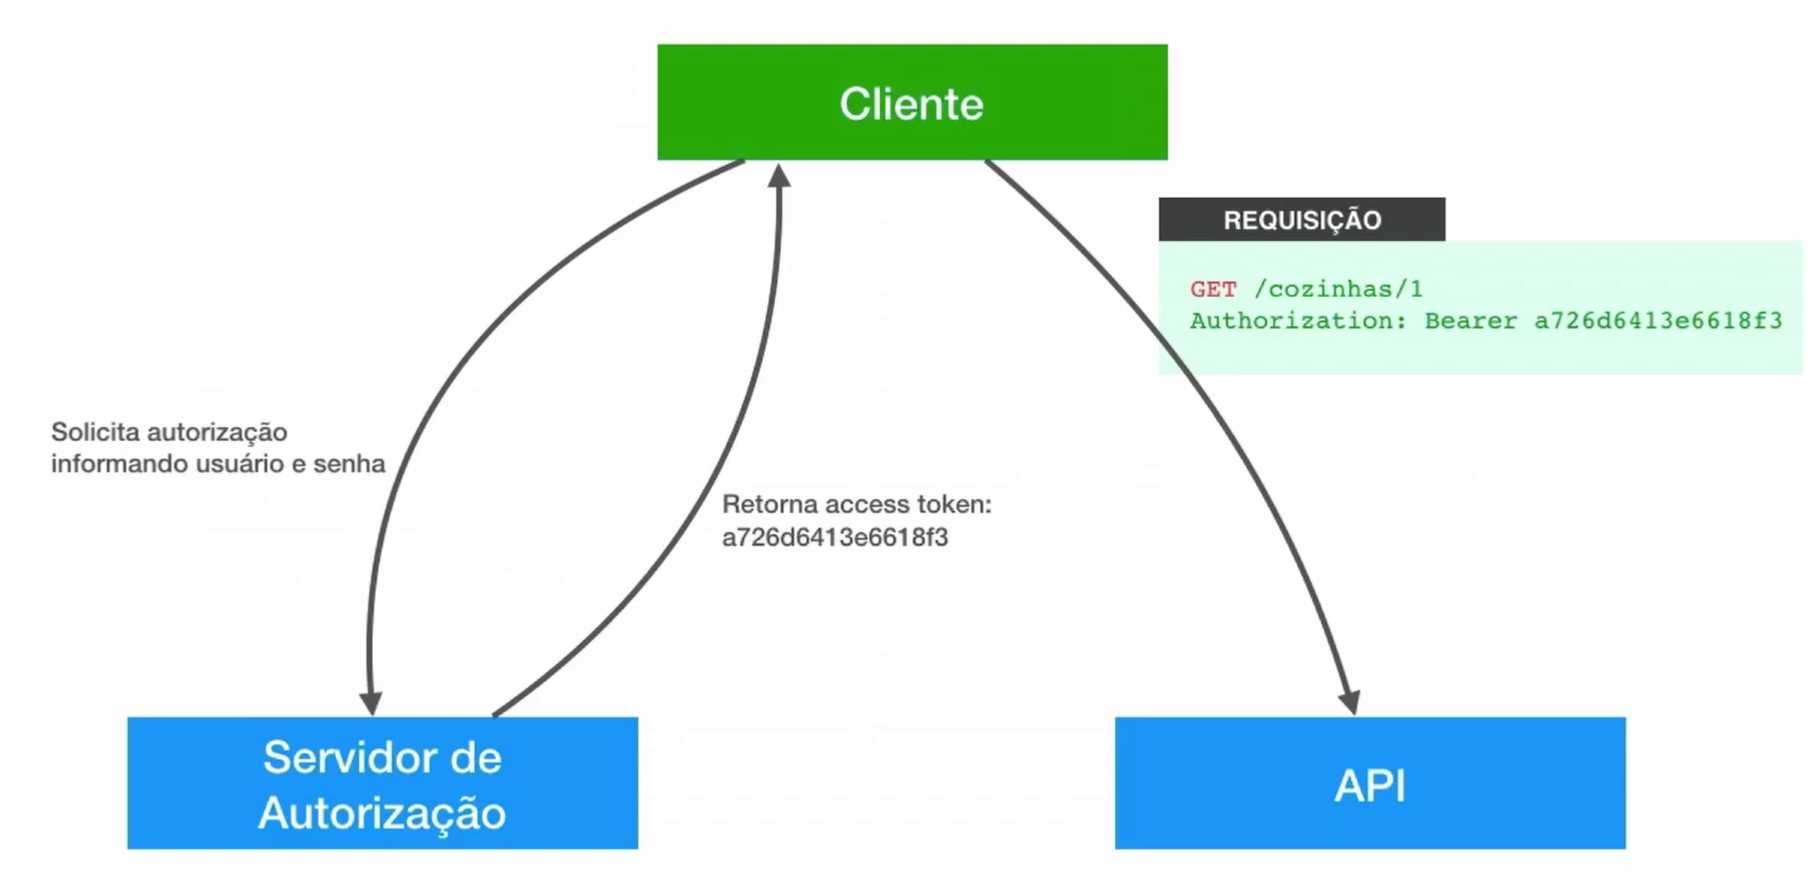 Cliente
REQUISIÇÃO
GET /cozinhas/1
Authorization: Bearer a726d6413e6618f3
Solicita autorização
informando usuário e senha
Retorna access token:
a726d6413e6618f3
Servidor de
Autorização
API